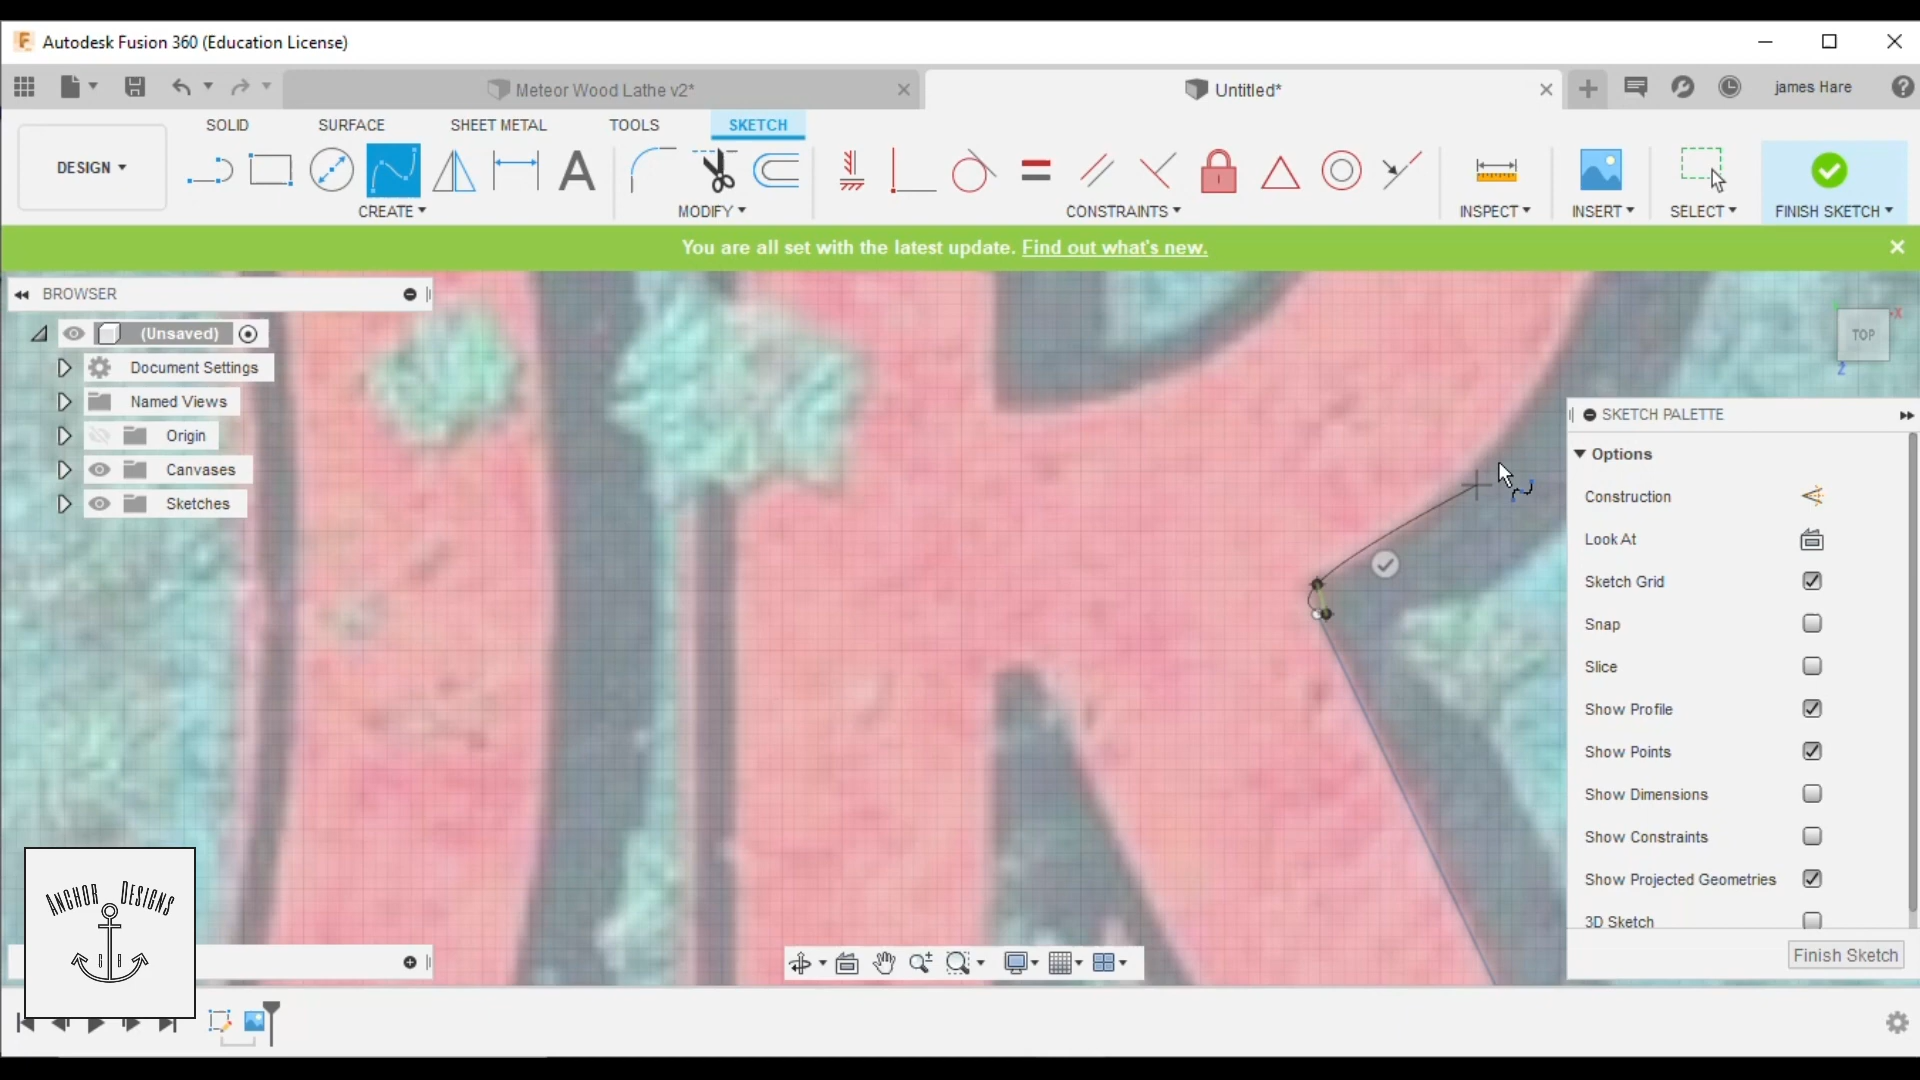 Autodesk Fusion 360 (Education License)
Meteor Wood Lathe v2*
Untitled*
james Hare
SOLID
SURFACE
SHEET METAL
TOOLS
SKETCH
DESIGN
CREATE
MODIFY
CONSTRAINTS
INSPECT
INSERT
SELECT
FINISH SKETCH
You are all set with the latest update. Find out what's new.
BROWSER
(Unsaved)
Document Settings
Named Views
Origin
Canvases
Sketches
TOP
X
Z
SKETCH PALETTE
Options
Construction
Look At
Sketch Grid
Snap
Slice
Show Profile
Show Points
Show Dimensions
Show Constraints
Show Projected Geometries
3D Sketch
Finish Sketch
ANCHOR DESIGNS